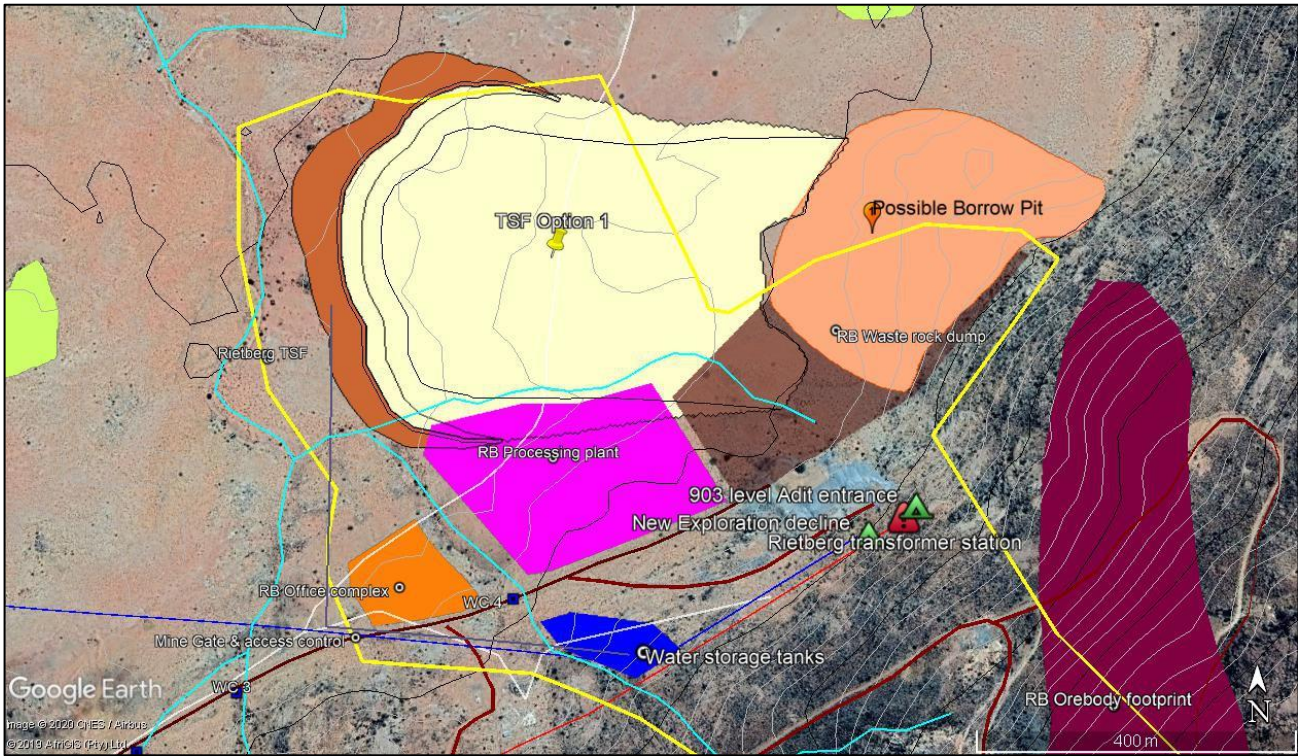 TSF Option 1
Possible Borrow Pit
RB Waste rock dump
Rietberg TSF
RB Processing plant
903 level Adit entrance
New Exploration decline
Rietberg transformer station
RB Office complex
WC 4
Mine Gate & access control
Water storage tanks
WC 3
RB Orebody footprint
Google Earth
Image © 2020 CNES / Airbus
© 2019 AfriGIS (Pty) Ltd.
400 m
N